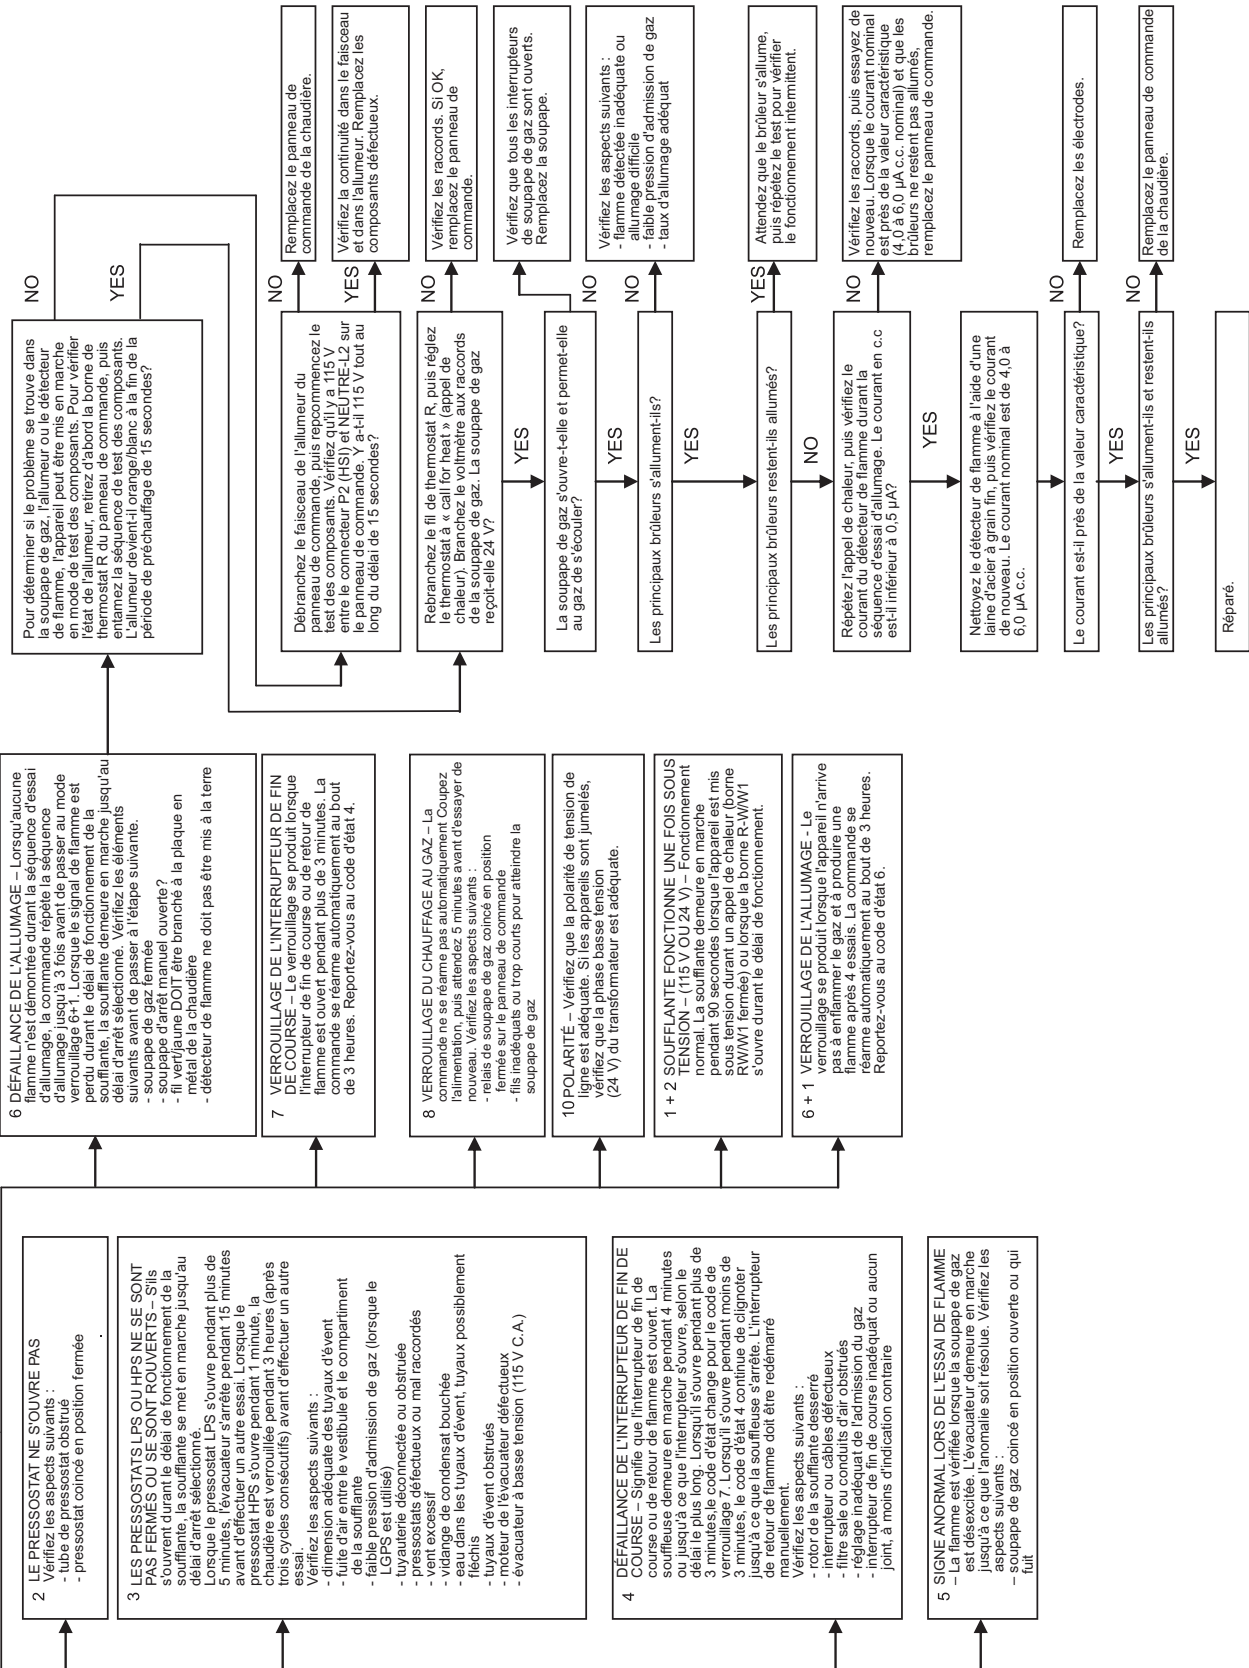 2 LE PRESSOSTAT NE S'OUVRE PAS
Vérifiez les aspects suivants :
- tube de pressostat obstrué
- pressostat coincé en position fermée
3 LES PRESSOSTATS LPS OU HPS NE SE SONT
PAS FERMÉS OU SE SONT ROUVERTS – S'ils
s'ouvrent durant le délai de fonctionnement de la
soufflante, la soufflante se met en marche jusqu'au
délai d'arrêt sélectionné.
Lorsque le pressostat LPS s'ouvre pendant plus de
5 minutes, l'évacuateur s'arrête pendant 15 minutes
avant d'effectuer un autre essai. Lorsque le
pressostat HPS s'ouvre pendant 1 minute, la
chaudière est verrouillée pendant 3 heures (après
trois cycles consécutifs) avant d'effectuer un autre
essai.
Vérifiez les aspects suivants :
- dimension adéquate des tuyaux d'évent
- fuite d'air entre le vestibule et le compartiment
de la soufflante
- faible pression d'admission de gaz (lorsque le
LGPS est utilisé)
- tuyauterie déconnectée ou obstruée
- pressostats défectueux ou mal raccordés
- vent excessif
- vidange de condensat bouchée
- eau dans les tuyaux d'évent, tuyaux possiblement
fléchis
- tuyaux d'évent obstrués
- moteur de l'évacuateur défectueux
- évacuateur à basse tension (115 V C.A.)
4 DÉFAILLANCE DE L'INTERRUPTEUR DE FIN DE
COURSE – Signifie que l'interrupteur de fin de
course ou de retour de flamme est ouvert. La
souffleuse demeure en marche pendant 4 minutes
ou jusqu'à ce que l'interrupteur s'ouvre, selon le
délai le plus long. Lorsqu'il s'ouvre pendant plus de
3 minutes,le code d'état change pour le code de
verrouillage 7. Lorsqu'il s'ouvre pendant moins de
3 minutes, le code d'état 4 continue de clignoter
jusqu'à ce que la souffleuse s'arrête. L'interrupteur
de retour de flamme doit être redémarré
manuellement.
Vérifiez les aspects suivants :
- rotor de la soufflante desserré
- interrupteur ou câbles défectueux
- filtre sale ou conduits d'air obstrués
- réglage inadéquat de l'admission du gaz
- interrupteur de fin de course inadéquat ou aucun
joint, à moins d'indication contraire
5 SIGNE ANORMAL LORS DE L'ESSAI DE FLAMME
– La flamme est vérifiée lorsque la soupape de gaz
est désexcitée. L'évacuateur demeure en marche
jusqu'à ce que l'anomalie soit résolue. Vérifiez les
aspects suivants :
– soupape de gaz coincé en position ouverte ou qui
fuit
6 DÉFAILLANCE DE L'ALLUMAGE – Lorsqu'aucune
flamme n'est démontrée durant la séquence d'essai
d'allumage, la commande répète la séquence
d'allumage jusqu'à 3 fois avant de passer au mode
verrouillage 6+1. Lorsque le signal de flamme est
perdu durant le délai de fonctionnement de la
soufflante, la soufflante demeure en marche jusqu'au
délai d'arrêt sélectionné. Vérifiez les éléments
suivants avant de passer à l'étape suivante.
- soupape de gaz fermée
- soupape d'arrêt manuel ouverte?
- fil vert/jaune DOIT être branché à la plaque en
métal de la chaudière
- détecteur de flamme ne doit pas être mis à la terre
7 VERROUILLAGE DE L'INTERRUPTEUR DE FIN
DE COURSE – Le verrouillage se produit lorsque
l'interrupteur de fin de course ou de retour de
flamme est ouvert pendant plus de 3 minutes. La
commande se réarme automatiquement au bout
de 3 heures. Reportez-vous au code d'état 4.
8 VERROUILLAGE DU CHAUFFAGE AU GAZ – La
commande ne se réarme pas automatiquement Coupez
l'alimentation, puis attendez 5 minutes avant d'essayer de
nouveau. Vérifiez les aspects suivants :
- relais de soupape de gaz coincé en position
fermée sur le panneau de commande
- fils inadéquats ou trop courts pour atteindre la
soupape de gaz
10 POLARITÉ – Vérifiez que la polarité de tension de
ligne est adéquate. Si les appareils sont jumelés,
vérifiez que la phase basse tension
(24 V) du transformateur est adéquate.
1 + 2 SOUFFLANTE FONCTIONNE UNE FOIS SOUS
TENSION – (115 V OU 24 V) – Fonctionnement
normal. La soufflante demeure en marche
pendant 90 secondes lorsque l'appareil est mis
sous tension durant un appel de chaleur (borne
RW/W1 fermée) ou lorsque la borne R-W/W1
s'ouvre durant le délai de fonctionnement.
6 + 1 VERROUILLAGE DE L'ALLUMAGE - Le
verrouillage se produit lorsque l'appareil n'arrive
pas à enflammer le gaz et à produire une
flamme après 4 essais. La commande se
réarme automatiquement au bout de 3 heures.
Reportez-vous au code d'état 6.
Pour déterminer si le problème se trouve dans
la soupape de gaz, l'allumeur ou le détecteur
de flamme, l'appareil peut être mis en marche
en mode de test des composants. Pour vérifier
l'état de l'allumeur, retirez d'abord la borne de
thermostat R du panneau de commande, puis
entamez la séquence de test des composants.
L'allumeur devient-il orange/blanc à la fin de la
période de préchauffage de 15 secondes?
NO
YES
Débranchez le faisceau de l'allumeur du
panneau de commande, puis recommencez le
test des composants. Vérifiez qu'il y a 115 V
entre le connecteur P2 (HSI) et NEUTRE-L2 sur
le panneau de commande. Y a-t-il 115 V tout au
long du délai de 15 secondes?
NO
Remplacez le panneau de
commande de la chaudière.
YES
Vérifiez la continuité dans le faisceau
et dans l'allumeur. Remplacez les
composants défectueux.
Rebranchez le fil de thermostat R, puis réglez
le thermostat à « call for heat » (appel de
chaleur). Branchez le voltmètre aux raccords
de la soupape de gaz. La soupape de gaz
reçoit-elle 24 V?
NO
Vérifiez les raccords. Si OK,
remplacez le panneau de
commande.
YES
La soupape de gaz s'ouvre-t-elle et permet-elle
au gaz de s'écouler?
NO
Vérifiez que tous les interrupteurs
de soupape de gaz sont ouverts.
Remplacez la soupape.
YES
Les principaux brûleurs s'allument-ils?
NO
Vérifiez les aspects suivants :
- flamme détectée inadéquate ou
allumage difficile
- faible pression d'admission de gaz
- taux d'allumage adéquat
YES
Les principaux brûleurs restent-ils allumés?
YES
Attendez que le brûleur s'allume,
puis répétez le test pour vérifier
le fonctionnement intermittent.
NO
Répétez l'appel de chaleur, puis vérifiez le
courant du détecteur de flamme durant la
séquence d'essai d'allumage. Le courant en c.c
est-il inférieur à 0,5 µA?
NO
Vérifiez les raccords, puis essayez de
nouveau. Lorsque le courant nominal
est près de la valeur caractéristique
(4,0 à 6,0 µA c.c. nominal) et que les
brûleurs ne restent pas allumés,
remplacez le panneau de commande.
YES
Nettoyez le détecteur de flamme à l'aide d'une
laine d'acier à grain fin, puis vérifiez le courant
de nouveau. Le courant nominal est de 4,0 à
6,0 µA c.c.
Le courant est-il près de la valeur caractéristique?
NO
Remplacez les électrodes.
YES
Les principaux brûleurs s'allument-ils et restent-ils
allumés?
NO
Remplacez le panneau de commande
de la chaudière.
YES
Réparé.